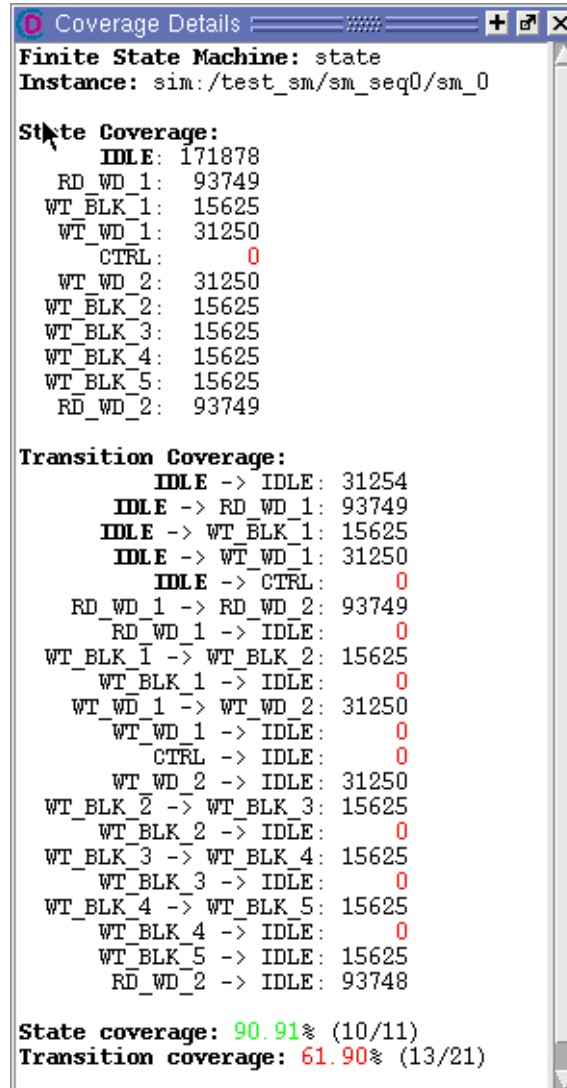 Coverage Details
Finite State Machine: state
Instance: sim:/test_sm/sm_seq0/sm_0
State Coverage:
IDLE: 171878
RD_WD_1: 93749
WT_BLK_1: 15625
WT_WD_1: 31250
CTRL: 0
WT_WD_2: 31250
WT_BLK_2: 15625
WT_BLK_3: 15625
WT_BLK_4: 15625
WT_BLK_5: 15625
RD_WD_2: 93749
Transition Coverage:
IDLE -> IDLE: 31254
IDLE -> RD_WD_1: 93749
IDLE -> WT_BLK_1: 15625
IDLE -> WT_WD_1: 31250
IDLE -> CTRL: 0
RD_WD_1 -> RD_WD_2: 93749
RD_WD_1 -> IDLE: 0
WT_BLK_1 -> WT_BLK_2: 15625
WT_BLK_1 -> IDLE: 0
WT_WD_1 -> WT_WD_2: 31250
WT_WD_1 -> IDLE: 0
CTRL -> IDLE: 0
WT_WD_2 -> IDLE: 31250
WT_BLK_2 -> WT_BLK_3: 15625
WT_BLK_2 -> IDLE: 0
WT_BLK_3 -> WT_BLK_4: 15625
WT_BLK_3 -> IDLE: 0
WT_BLK_4 -> WT_BLK_5: 15625
WT_BLK_4 -> IDLE: 0
WT_BLK_5 -> IDLE: 15625
RD_WD_2 -> IDLE: 93748
State coverage: 90.91% (10/11)
Transition coverage: 61.90% (13/21)